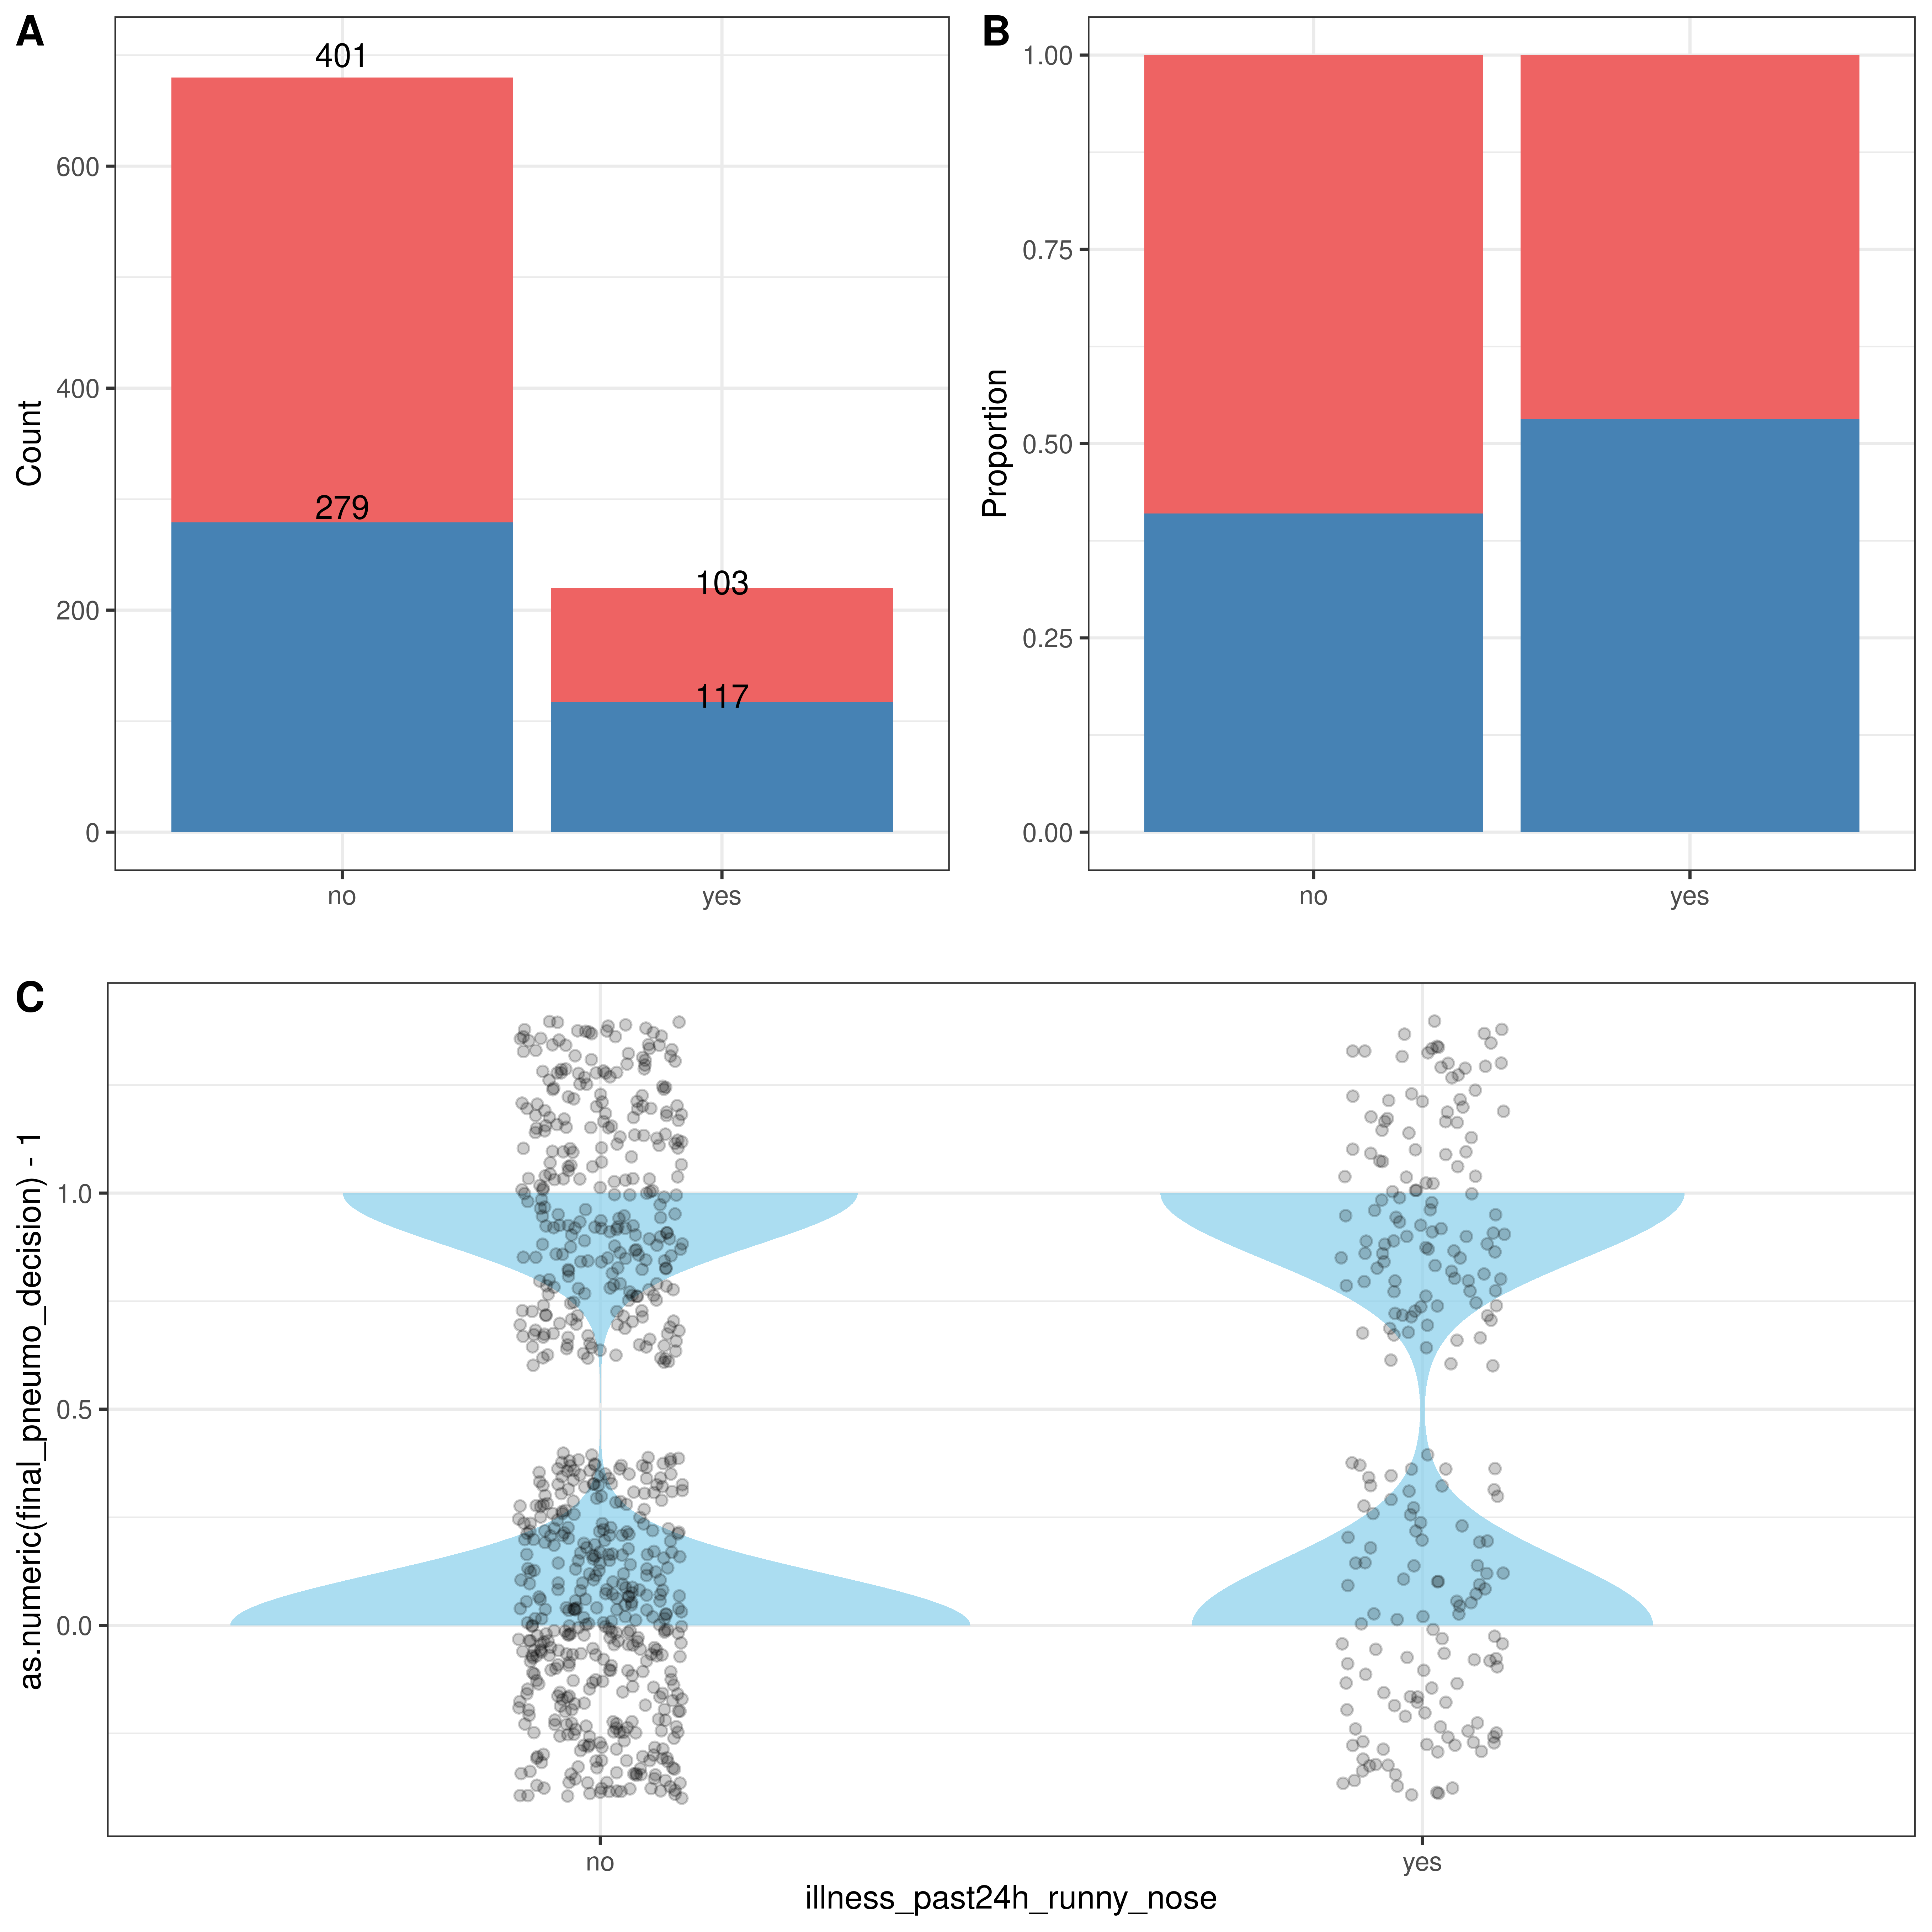 A
401
279
103
117
600
400
200
0
Count
no
yes
B
1.00
0.75
0.50
0.25
0.00
Proportion
no
yes
C
1.0
0.5
0.0
as.numeric(final_pneumo_decision) - 1
no
yes
illness_past24h_runny_nose